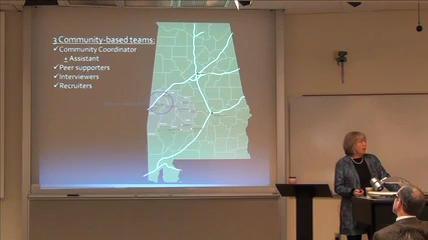 3 Community-based teams:
✓Community Coordinator
± Assistant
✓Peer supporters
✓Interviewers
✓Recruiters